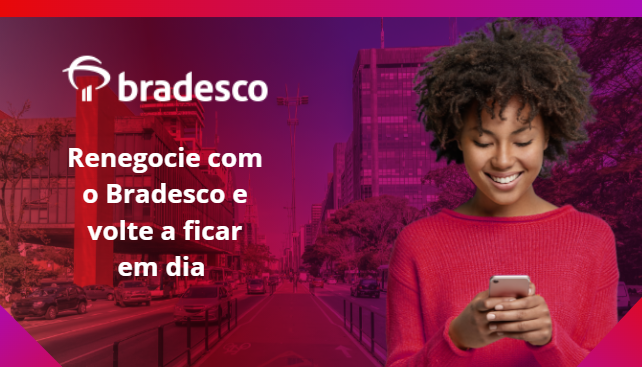 bradesco
Renegocie com
o Bradesco e
volte a ficar
em dia